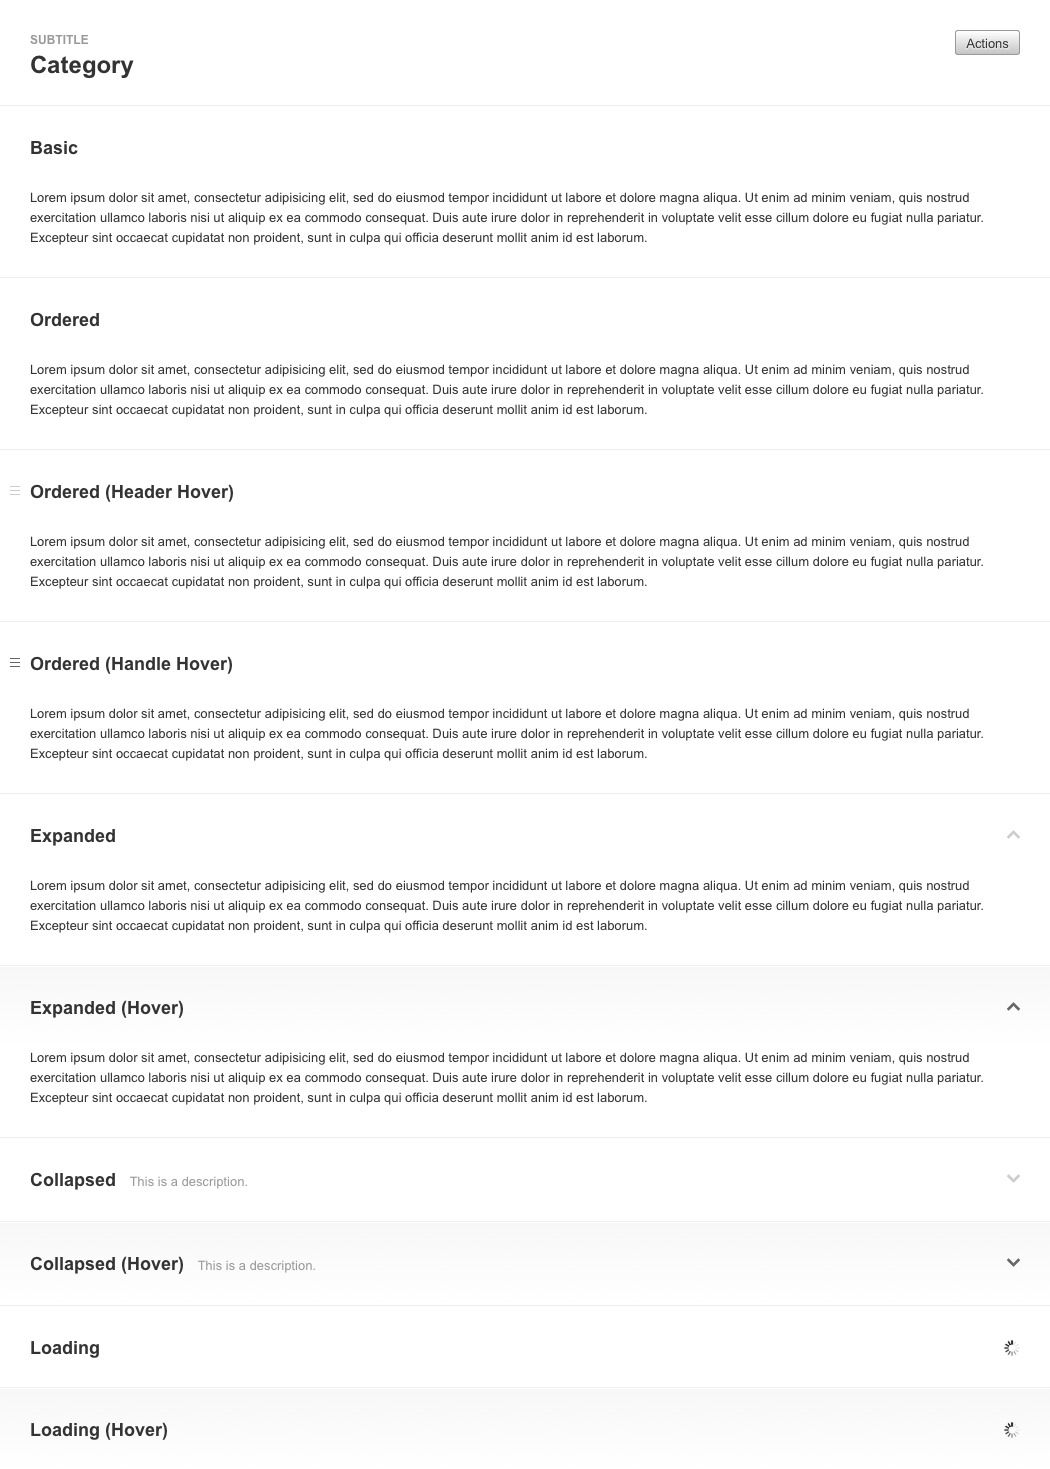 SUBTITLE
Category
Actions
Basic
Lorem ipsum dolor sit amet, consectetur adipisicing elit, sed do eiusmod tempor incididunt ut labore et dolore magna aliqua. Ut enim ad minim veniam, quis nostrud
exercitation ullamco laboris nisi ut aliquip ex ea commodo consequat. Duis aute irure dolor in reprehenderit in voluptate velit esse cillum dolore eu fugiat nulla pariatur.
Excepteur sint occaecat cupidatat non proident, sunt in culpa qui officia deserunt mollit anim id est laborum.
Ordered
Lorem ipsum dolor sit amet, consectetur adipisicing elit, sed do eiusmod tempor incididunt ut labore et dolore magna aliqua. Ut enim ad minim veniam, quis nostrud
exercitation ullamco laboris nisi ut aliquip ex ea commodo consequat. Duis aute irure dolor in reprehenderit in voluptate velit esse cillum dolore eu fugiat nulla pariatur.
Excepteur sint occaecat cupidatat non proident, sunt in culpa qui officia deserunt mollit anim id est laborum.
Ordered (Header Hover)
Lorem ipsum dolor sit amet, consectetur adipisicing elit, sed do eiusmod tempor incididunt ut labore et dolore magna aliqua. Ut enim ad minim veniam, quis nostrud
exercitation ullamco laboris nisi ut aliquip ex ea commodo consequat. Duis aute irure dolor in reprehenderit in voluptate velit esse cillum dolore eu fugiat nulla pariatur.
Excepteur sint occaecat cupidatat non proident, sunt in culpa qui officia deserunt mollit anim id est laborum.
Ordered (Handle Hover)
Lorem ipsum dolor sit amet, consectetur adipisicing elit, sed do eiusmod tempor incididunt ut labore et dolore magna aliqua. Ut enim ad minim veniam, quis nostrud
exercitation ullamco laboris nisi ut aliquip ex ea commodo consequat. Duis aute irure dolor in reprehenderit in voluptate velit esse cillum dolore eu fugiat nulla pariatur.
Excepteur sint occaecat cupidatat non proident, sunt in culpa qui officia deserunt mollit anim id est laborum.
Expanded
Lorem ipsum dolor sit amet, consectetur adipisicing elit, sed do eiusmod tempor incididunt ut labore et dolore magna aliqua. Ut enim ad minim veniam, quis nostrud
exercitation ullamco laboris nisi ut aliquip ex ea commodo consequat. Duis aute irure dolor in reprehenderit in voluptate velit esse cillum dolore eu fugiat nulla pariatur.
Excepteur sint occaecat cupidatat non proident, sunt in culpa qui officia deserunt mollit anim id est laborum.
Expanded (Hover)
Lorem ipsum dolor sit amet, consectetur adipisicing elit, sed do eiusmod tempor incididunt ut labore et dolore magna aliqua. Ut enim ad minim veniam, quis nostrud
exercitation ullamco laboris nisi ut aliquip ex ea commodo consequat. Duis aute irure dolor in reprehenderit in voluptate velit esse cillum dolore eu fugiat nulla pariatur.
Excepteur sint occaecat cupidatat non proident, sunt in culpa qui officia deserunt mollit anim id est laborum.
Collapsed This is a description.
Collapsed (Hover) This is a description.
Loading
Loading (Hover)